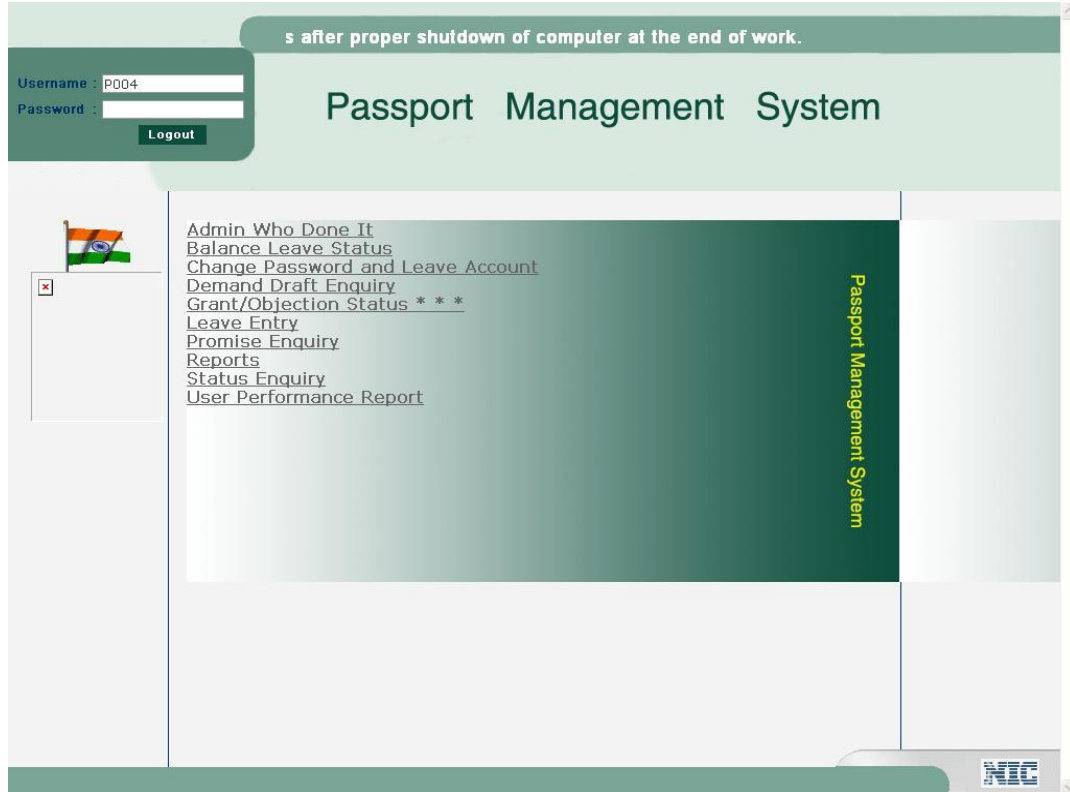 s after proper shutdown of computer at the end of work.
Username : P004
Password :
Logout
Passport Management System
Admin Who Done It
Balance Leave Status
Change Password and Leave Account
Demand Draft Enquiry
Grant/Objection Status * * *
Leave Entry
Promise Enquiry
Reports
Status Enquiry
User Performance Report
Passport Management System
NIC